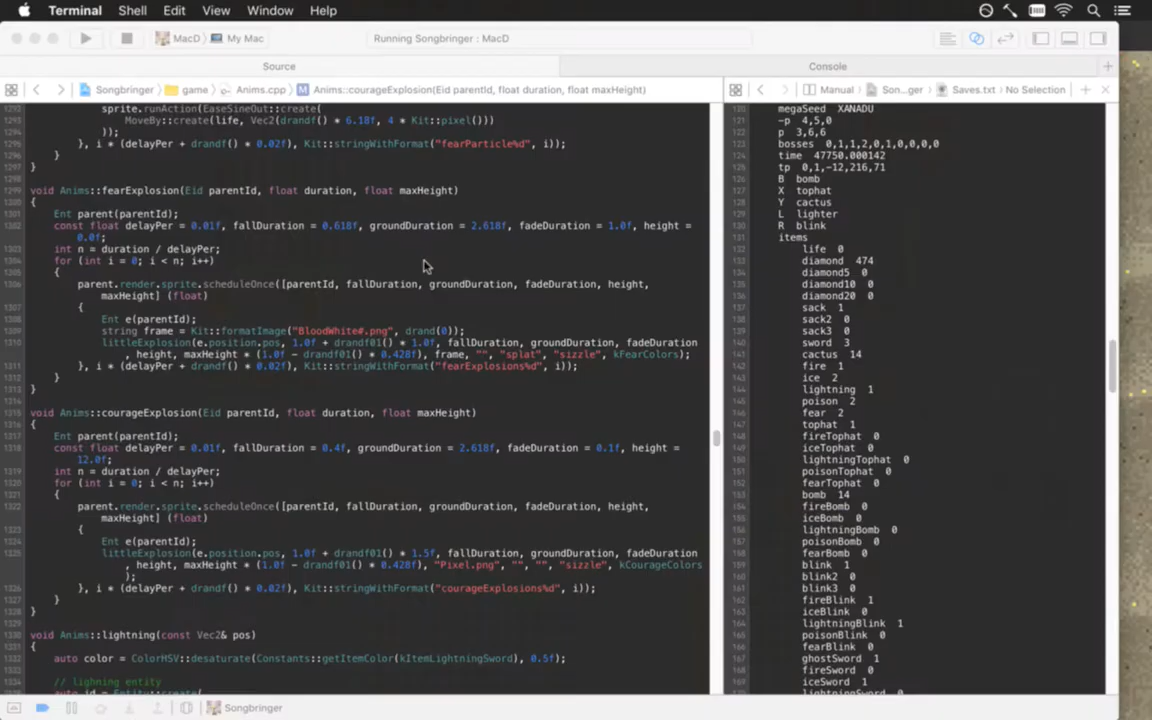 Terminal Shell Edit View Window Help
MacD My Mac
Running Songbringer : MacD
Source
Console
Songbringer game Anims.cpp M Anims::courageExplosion(Eid parentId, float duration, float maxHeight)
Manual Son...ger Saves.txt No Selection
sprite.runAction(EaseSineOut::create(
MoveBy::create(life, Vec2(drandf() * 6.18f, 4 * Kit::pixel()))
));
}, i * (delayPer + drandf() * 0.02f), Kit::stringWithFormat("fearParticle%d", i));
}
}
void Anims::fearExplosion(Eid parentId, float duration, float maxHeight)
{
Ent parent(parentId);
const float delayPer = 0.01f, fallDuration = 0.618f, groundDuration = 2.618f, fadeDuration = 1.0f, height =
0.0f;
int n = duration / delayPer;
for (int i = 0; i < n; i++)
{
parent.render.sprite.scheduleOnce([parentId, fallDuration, groundDuration, fadeDuration, height,
maxHeight] (float)
{
Ent e(parentId);
string frame = Kit::formatImage("BloodWhite#.png", drand(0));
littleExplosion(e.position.pos, 1.0f + drandf01() * 1.0f, fallDuration, groundDuration, fadeDuration
, height, maxHeight * (1.0f - drandf01() * 0.428f), frame, "", "splat", "sizzle", kFearColors);
}, i * (delayPer + drandf() * 0.02f), Kit::stringWithFormat("fearExplosions%d", i));
}
}
void Anims::courageExplosion(Eid parentId, float duration, float maxHeight)
{
Ent parent(parentId);
const float delayPer = 0.01f, fallDuration = 0.4f, groundDuration = 2.618f, fadeDuration = 0.1f, height =
12.0f;
int n = duration / delayPer;
for (int i = 0; i < n; i++)
{
parent.render.sprite.scheduleOnce([parentId, fallDuration, groundDuration, fadeDuration, height,
maxHeight] (float)
{
Ent e(parentId);
littleExplosion(e.position.pos, 1.0f + drandf01() * 1.5f, fallDuration, groundDuration, fadeDuration
, height, maxHeight * (1.0f - drandf01() * 0.428f), "Pixel.png", "", "", "sizzle", kCourageColors
);
}, i * (delayPer + drandf() * 0.02f), Kit::stringWithFormat("courageExplosions%d", i));
}
}
void Anims::lightning(const Vec2& pos)
{
auto color = ColorHSV::desaturate(Constants::getItemColor(kItemLightningSword), 0.5f);
// lighning entity
auto id = Entity::create(
megaSeed XANADU
-p 4,5,0
p 3,6,6
bosses 0,1,1,2,0,1,0,0,0,0
time 47750.000142
tp 0,1,-12,216,71
B bomb
X tophat
Y cactus
L lighter
R blink
items
life 0
diamond 474
diamond5 0
diamond10 0
diamond20 0
sack 1
sack2 0
sack3 0
sword 3
cactus 14
fire 1
ice 2
lightning 1
poison 2
fear 2
tophat 1
fireTophat 0
iceTophat 0
lightningTophat 0
poisonTophat 0
fearTophat 0
bomb 14
fireBomb 0
iceBomb 0
lightningBomb 0
poisonBomb 0
fearBomb 0
blink 1
blink2 0
blink3 0
fireBlink 1
iceBlink 0
lightningBlink 1
poisonBlink 0
fearBlink 0
ghostSword 1
fireSword 0
iceSword 1
lightningSword 0
Songbringer